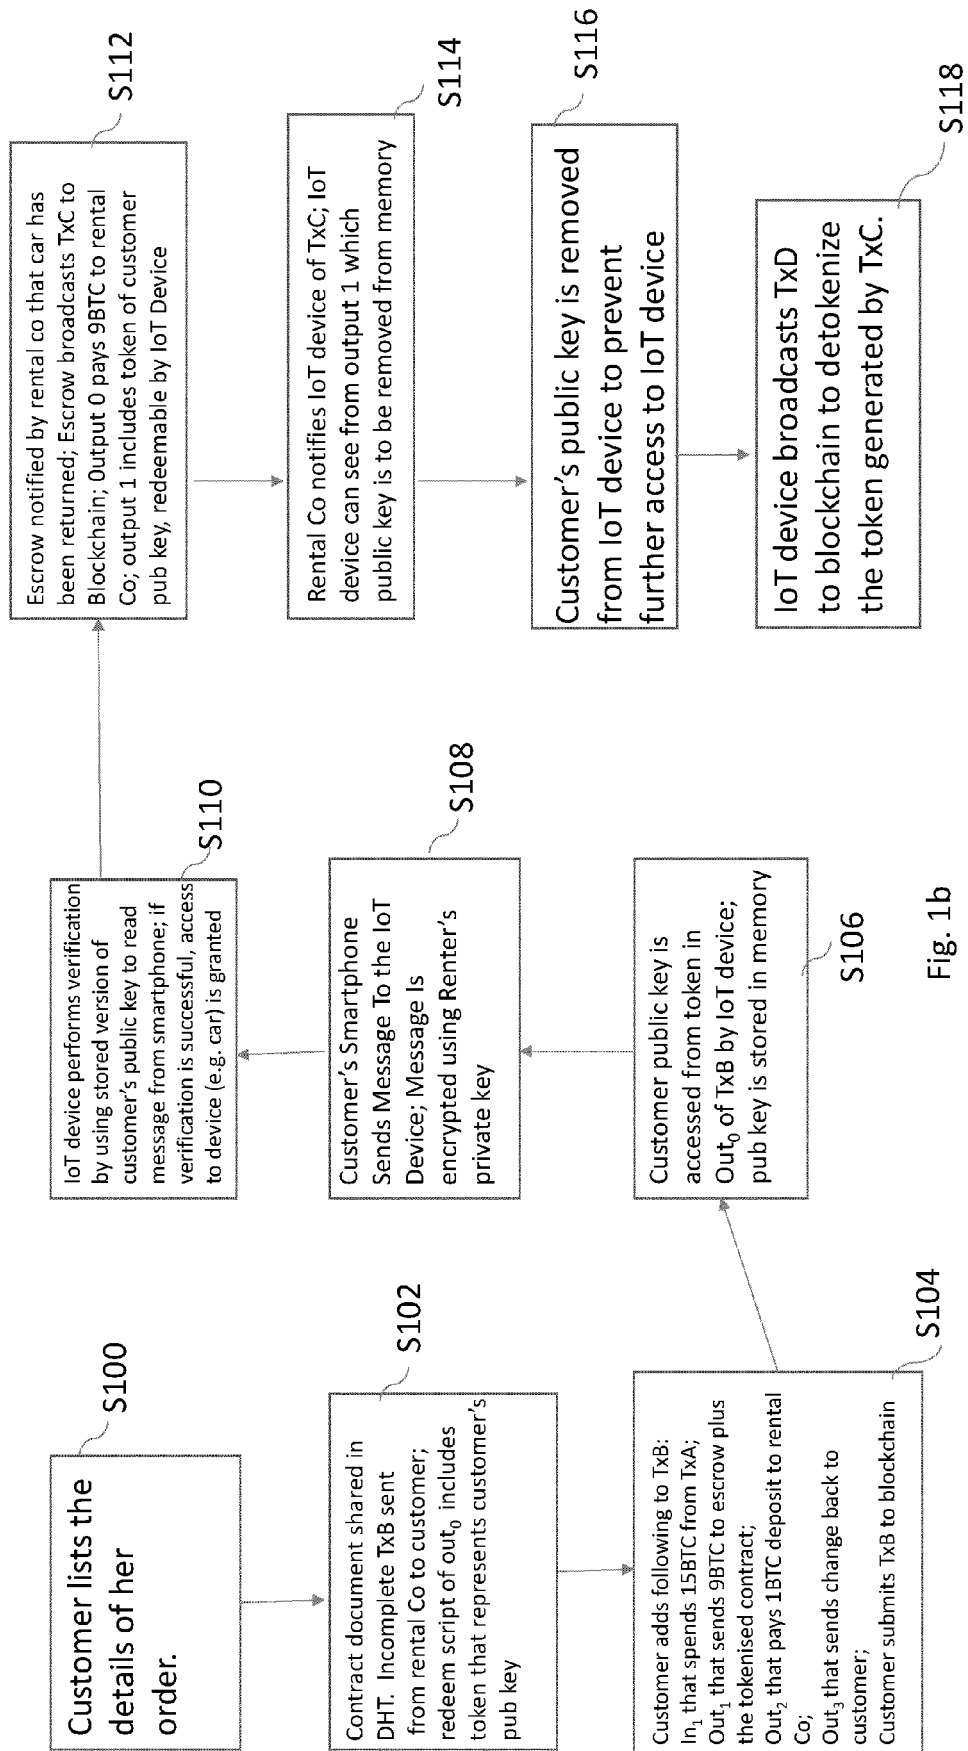 Customer lists the
details of her
order.
S100
Contract document shared in
DHT. Incomplete TxB sent
from rental Co to customer;
redeem script of out₀ includes
token that represents customer's
pub key
S102
Customer adds following to TxB:
In₁ that spends 15BTC from TxA;
Out₁ that sends 9BTC to escrow plus
the tokenised contract;
Out₂ that pays 1BTC deposit to rental
Co;
Out₃ that sends change back to
customer;
Customer submits TxB to blockchain
S104
Customer public key is
accessed from token in
Out₀ of TxB by IoT device;
pub key is stored in memory
S106
Customer's Smartphone
Sends Message To the IoT
Device; Message Is
encrypted using Renter's
private key
S108
IoT device performs verification
by using stored version of
customer's public key to read
message from smartphone; if
verification is successful, access
to device (e.g. car) is granted
S110
Escrow notified by rental co that car has
been returned; Escrow broadcasts TxC to
Blockchain; Output 0 pays 9BTC to rental
Co; output 1 includes token of customer
pub key, redeemable by IoT Device
S112
Rental Co notifies IoT device of TxC; IoT
device can see from output 1 which
public key is to be removed from memory
S114
Customer's public key is removed
from IoT device to prevent
further access to IoT device
S116
IoT device broadcasts TxD
to blockchain to detokenize
the token generated by TxC.
S118
Fig. 1b